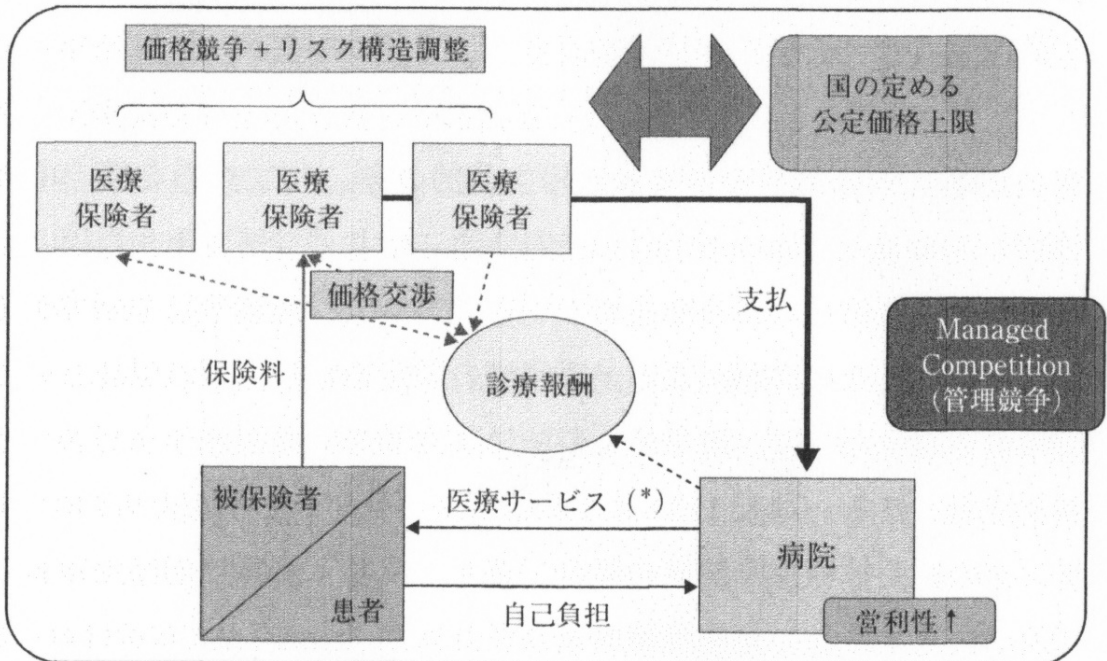 価格競争+リスク構造調整
国の定める
公定価格上限
医療
保険者
医療
保険者
医療
保険者
価格交渉
支払
Managed
Competition
(管理競争)
保険料
診療報酬
被保険者
患者
医療サービス (*)
自己負担
病院
営利性↑